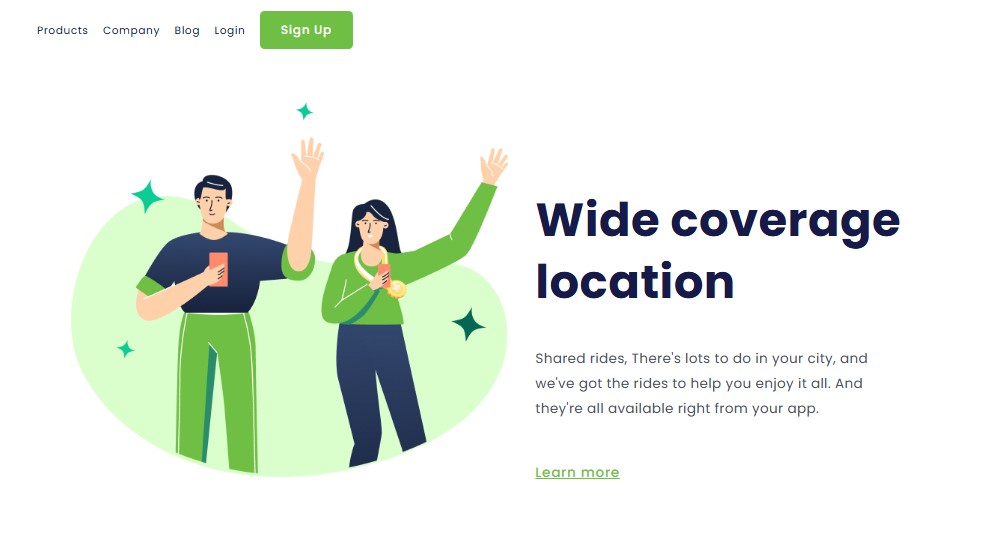 Products Company Blog Login Sign Up
Wide coverage
location
Shared rides, There's lots to do in your city, and
we've got the rides to help you enjoy it all. And
they're all available right from your app.
Learn more